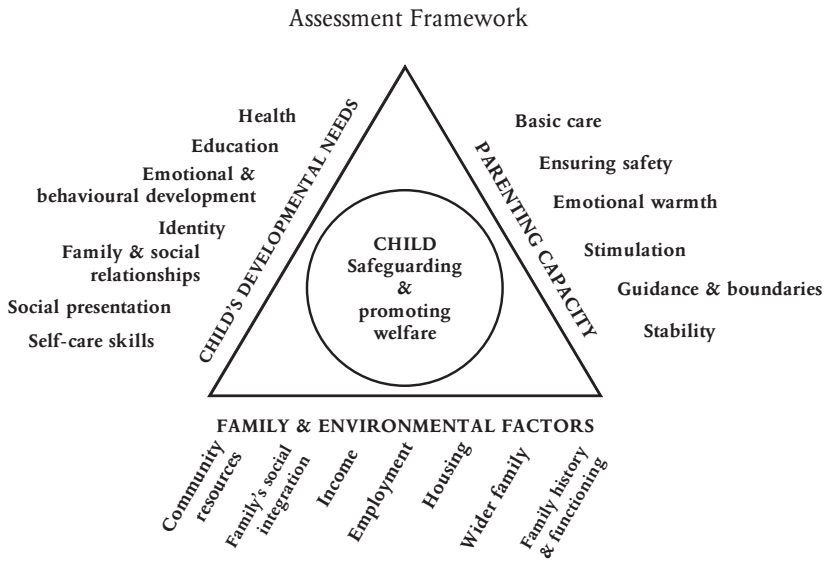 Assessment Framework
Health
Education
Emotional &
behavioural development
Identity
Family & social
relationships
Social presentation
Self-care skills
CHILD'S DEVELOPMENTAL NEEDS
CHILD
Safeguarding
&
promoting
welfare
PARENTING CAPACITY
Basic care
Ensuring safety
Emotional warmth
Stimulation
Guidance & boundaries
Stability
FAMILY & ENVIRONMENTAL FACTORS
Community
resources
Family's social
integration
Income
Employment
Housing
Wider family
Family history
& functioning